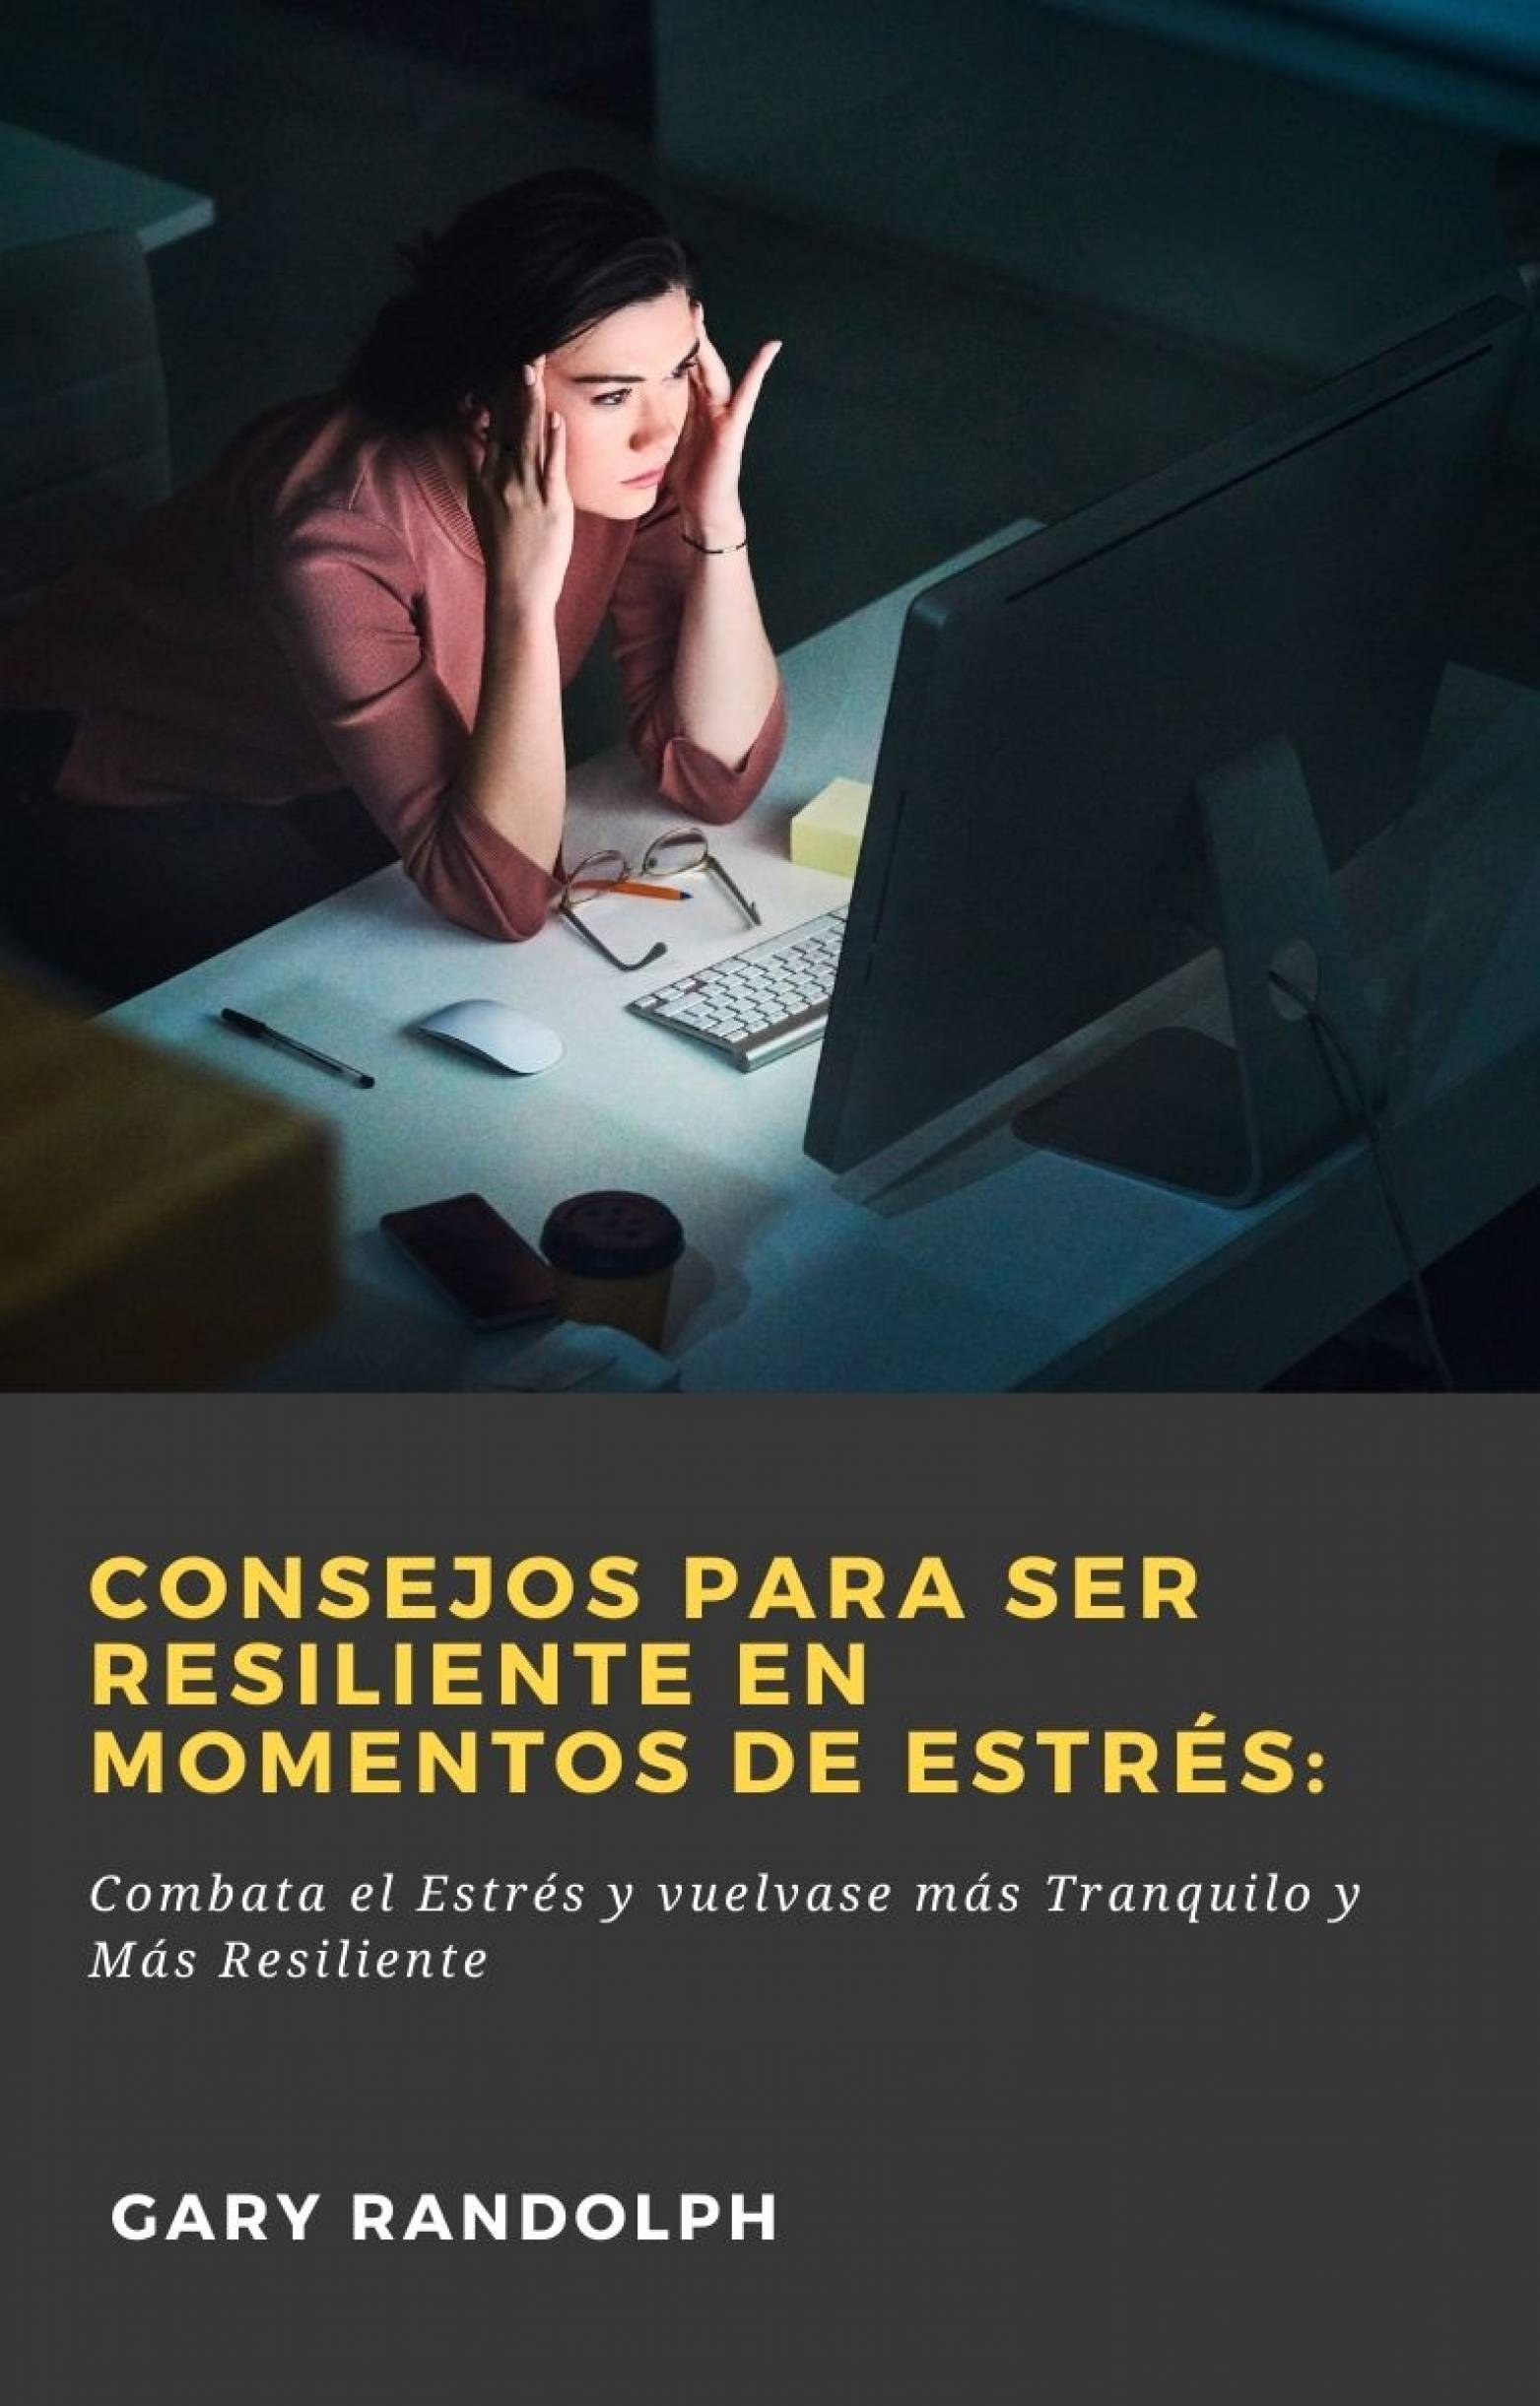 CONSEJOS PARA SER
RESILIENTE EN
MOMENTOS DE ESTRÉS:
Combata el Estrés y vuelvase más Tranquilo y
Más Resiliente
GARY RANDOLPH